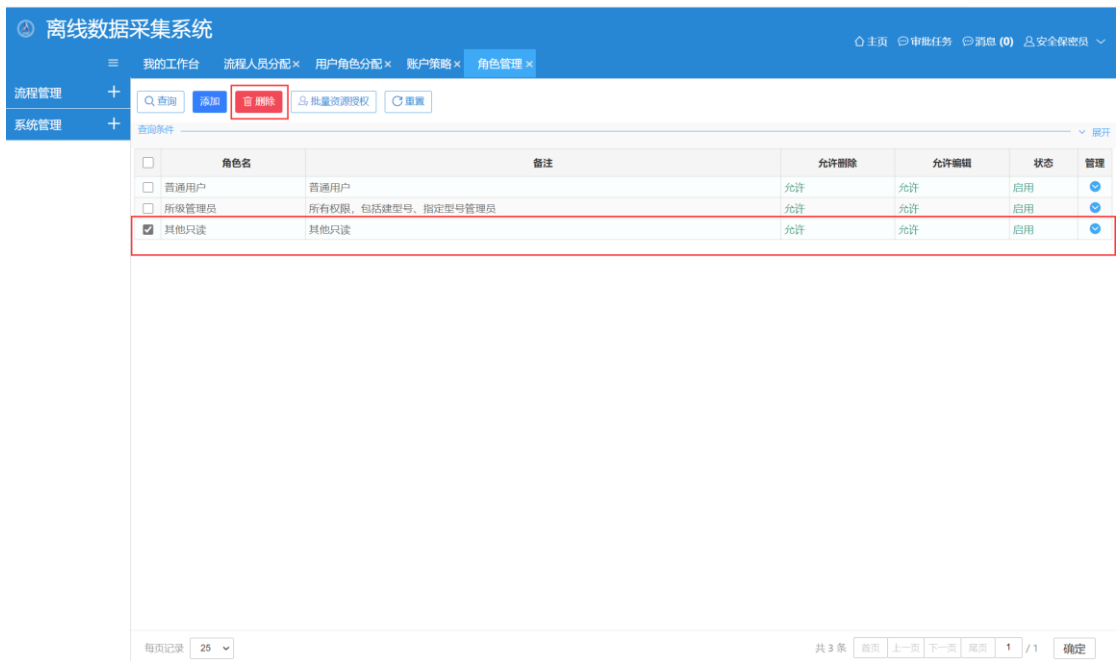 离线数据采集系统
主页 审批任务 消息 (0) 安全保密员
我的工作台 流程人员分配× 用户角色分配× 账户策略× 角色管理×
流程管理 +
系统管理 +
查询 添加 删除 批量资源授权 重置
查询条件 展开
角色名 备注 允许删除 允许编辑 状态 管理
普通用户 普通用户 允许 允许 启用
所级管理员 所有权限，包括建型号、指定型号管理员 允许 允许 启用
其他只读 其他只读 允许 允许 启用
每页记录 25 共 3 条 首页 上一页 下一页 尾页 1 / 1 确定